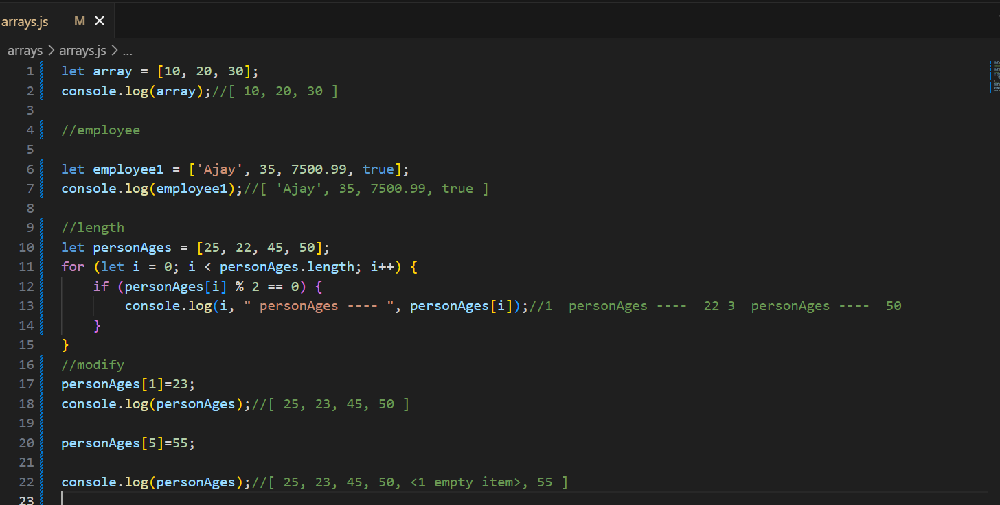 arrays.js M ×
arrays > arrays.js > ...
1 let array = [10, 20, 30];
2 console.log(array);//[ 10, 20, 30 ]
3
4 //employee
5
6 let employee1 = ['Ajay', 35, 7500.99, true];
7 console.log(employee1);//[ 'Ajay', 35, 7500.99, true ]
8
9 //length
10 let personAges = [25, 22, 45, 50];
11 for (let i = 0; i < personAges.length; i++) {
12     if (personAges[i] % 2 == 0) {
13         console.log(i, " personAges ---- ", personAges[i]);//1  personAges ----  22 3  personAges ----  50
14     }
15 }
16 //modify
17 personAges[1]=23;
18 console.log(personAges);//[ 25, 23, 45, 50 ]
19
20 personAges[5]=55;
21
22 console.log(personAges);//[ 25, 23, 45, 50, <1 empty item>, 55 ]
23